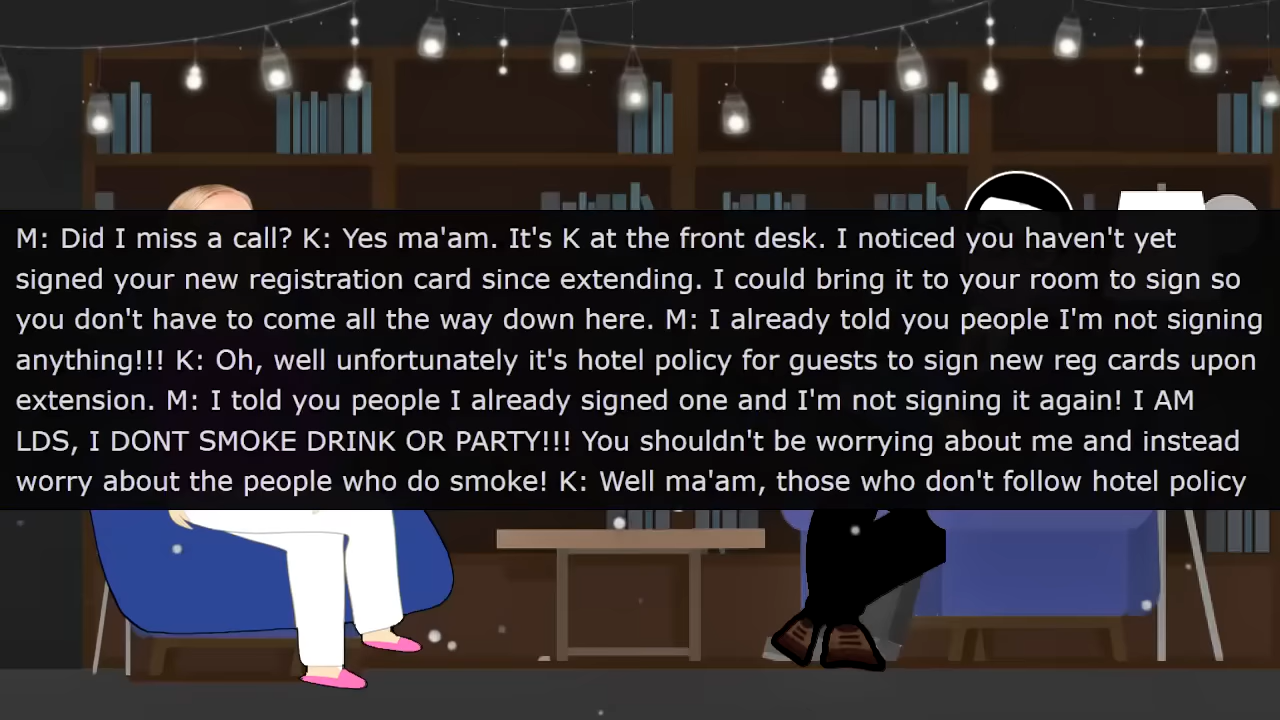 M: Did I miss a call? K: Yes ma'am. It's K at the front desk. I noticed you haven't yet
signed your new registration card since extending. I could bring it to your room to sign so
you don't have to come all the way down here. M: I already told you people I'm not signing
anything!!! K: Oh, well unfortunately it's hotel policy for guests to sign new reg cards upon
extension. M: I told you people I already signed one and I'm not signing it again! I AM
LDS, I DONT SMOKE DRINK OR PARTY!!! You shouldn't be worrying about me and instead
worry about the people who do smoke! K: Well ma'am, those who don't follow hotel policy